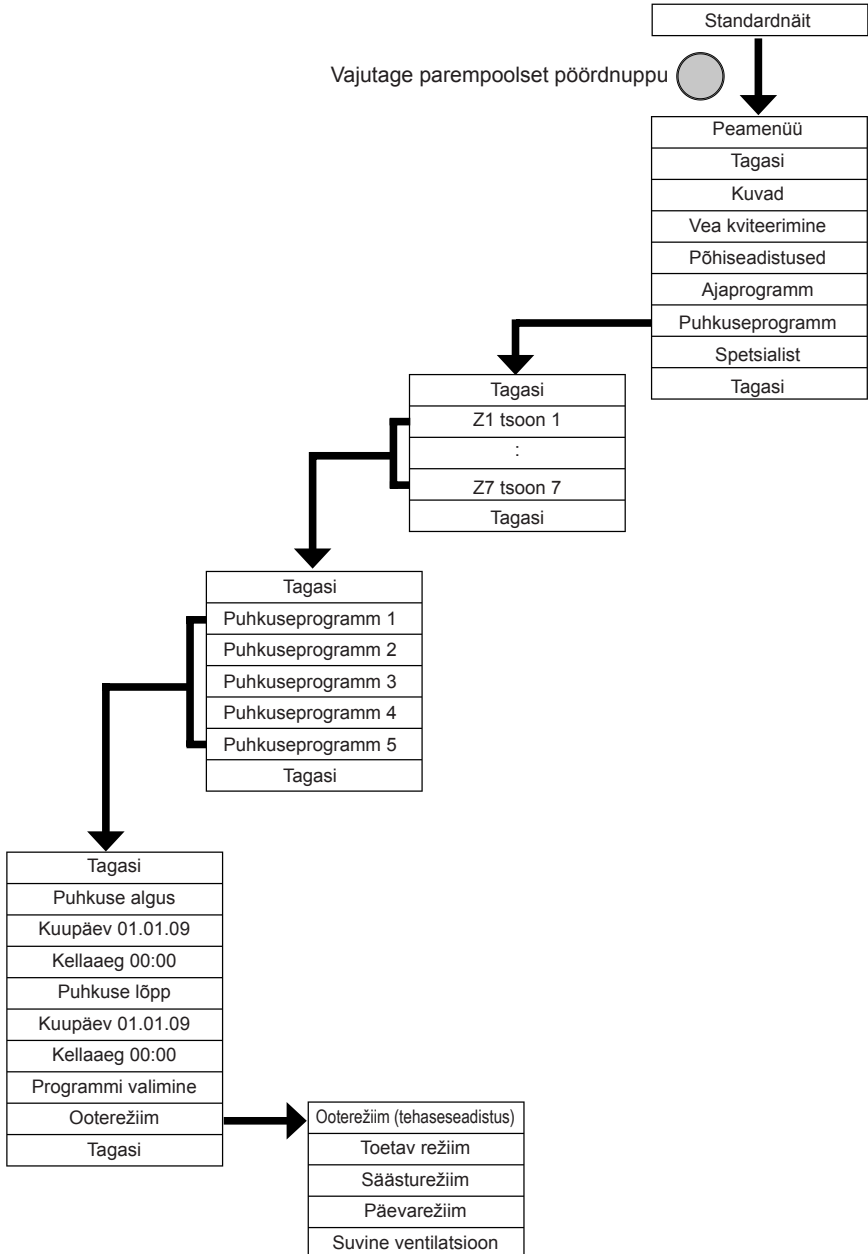 Standardnäit
Vajutage parempoolset pöördnuppu
Peamenüü
Tagasi
Kuvad
Vea kviteerimine
Põhiseadistused
Ajaprogramm
Puhkuseprogramm
Spetsialist
Tagasi
Tagasi
Z1 tsoon 1
:
Z7 tsoon 7
Tagasi
Tagasi
Puhkuseprogramm 1
Puhkuseprogramm 2
Puhkuseprogramm 3
Puhkuseprogramm 4
Puhkuseprogramm 5
Tagasi
Tagasi
Puhkuse algus
Kuupäev 01.01.09
Kellaaeg 00:00
Puhkuse lõpp
Kuupäev 01.01.09
Kellaaeg 00:00
Programmi valimine
Ooterežiim
Tagasi
Ooterežiim (tehaseseadistus)
Toetav režiim
Säästurežiim
Päevarežiim
Suvine ventilatsioon